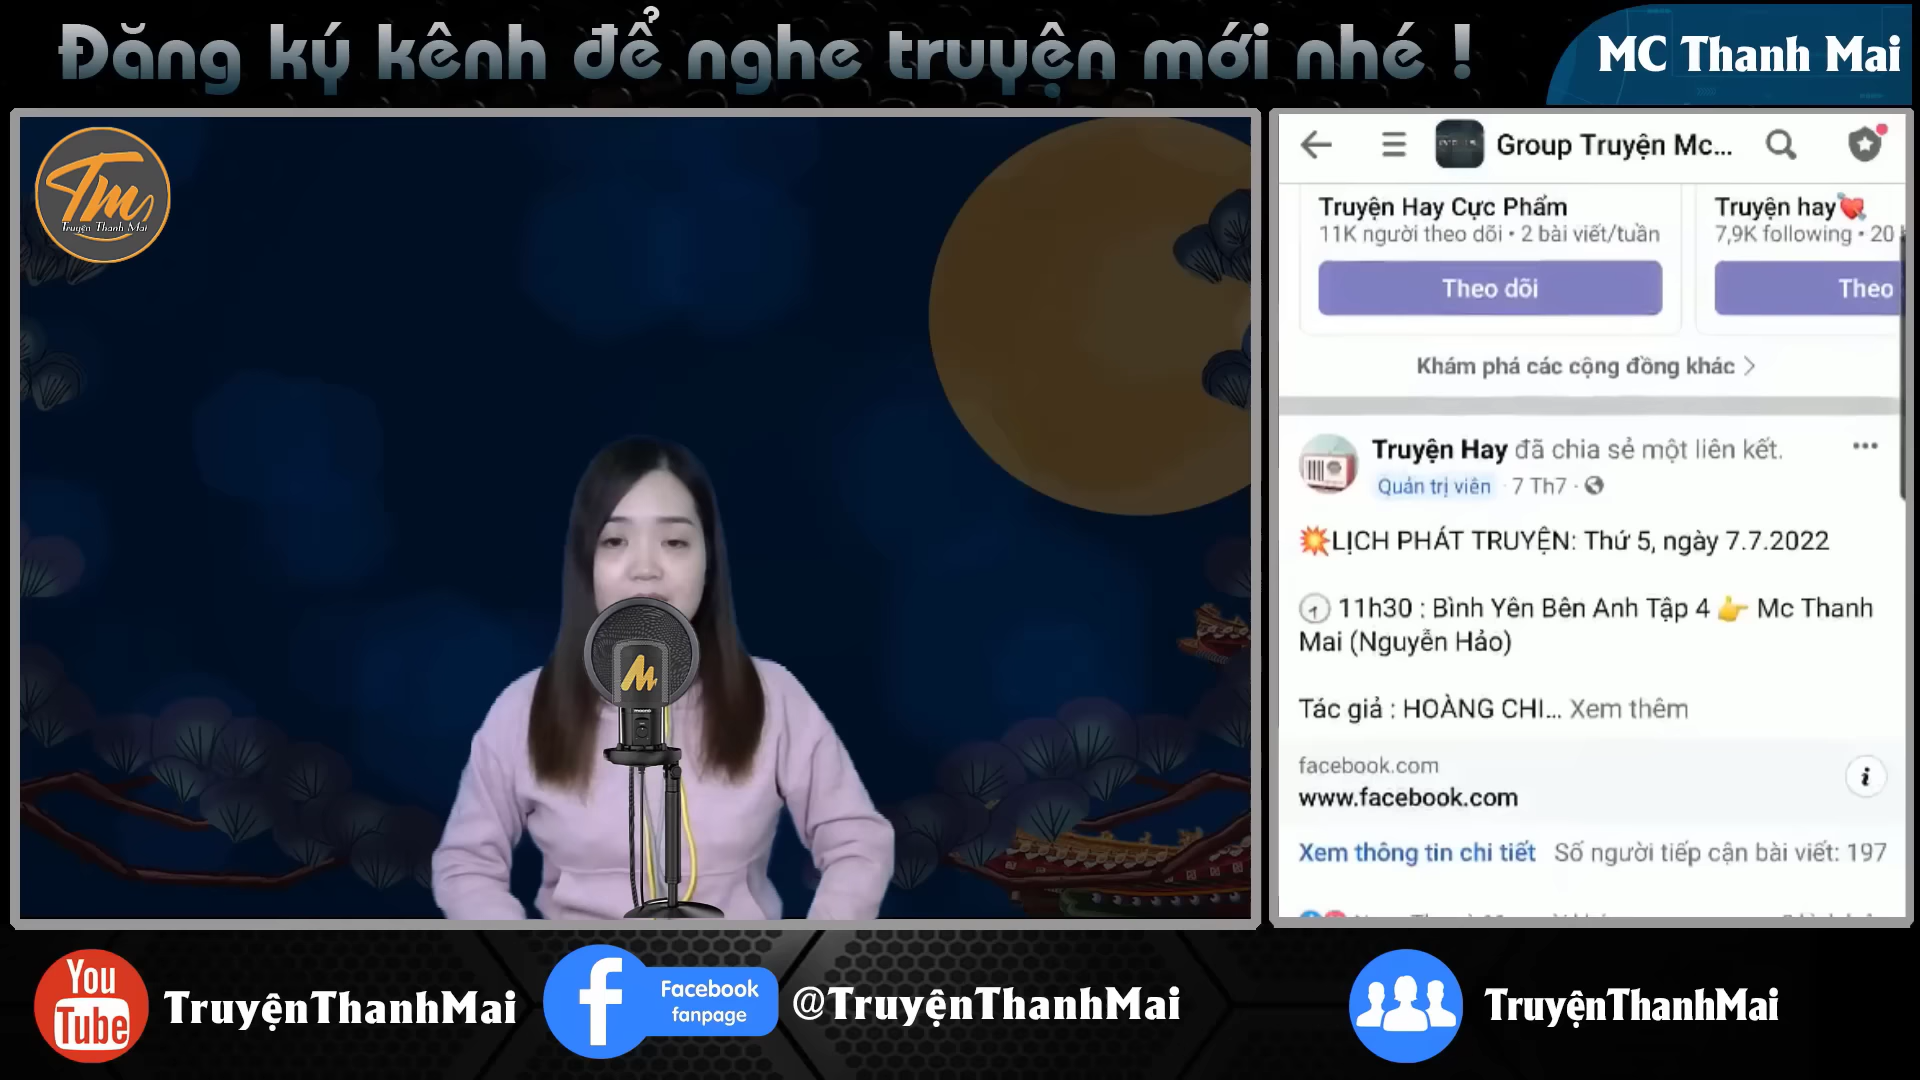 Đăng ký kênh để nghe truyện mới nhé !
MC Thanh Mai
Tm
Truyện Thanh Mai
Group Truyện Mc...
Truyện Hay Cực Phẩm
11K người theo dõi • 2 bài viết/tuần
Theo dõi
Truyện hay💘
7,9K following • 20
Theo
Khám phá các cộng đồng khác
Truyện Hay đã chia sẻ một liên kết.
Quản trị viên · 7 Th7 ·
💥LỊCH PHÁT TRUYỆN: Thứ 5, ngày 7.7.2022
🕢 11h30 : Bình Yên Bên Anh Tập 4 👉 Mc Thanh
Mai (Nguyễn Hảo)
Tác giả : HOÀNG CHI... Xem thêm
facebook.com
www.facebook.com
Xem thông tin chi tiết Số người tiếp cận bài viết: 197
You
Tube
TruyệnThanhMai
Facebook
fanpage
@TruyệnThanhMai
TruyệnThanhMai